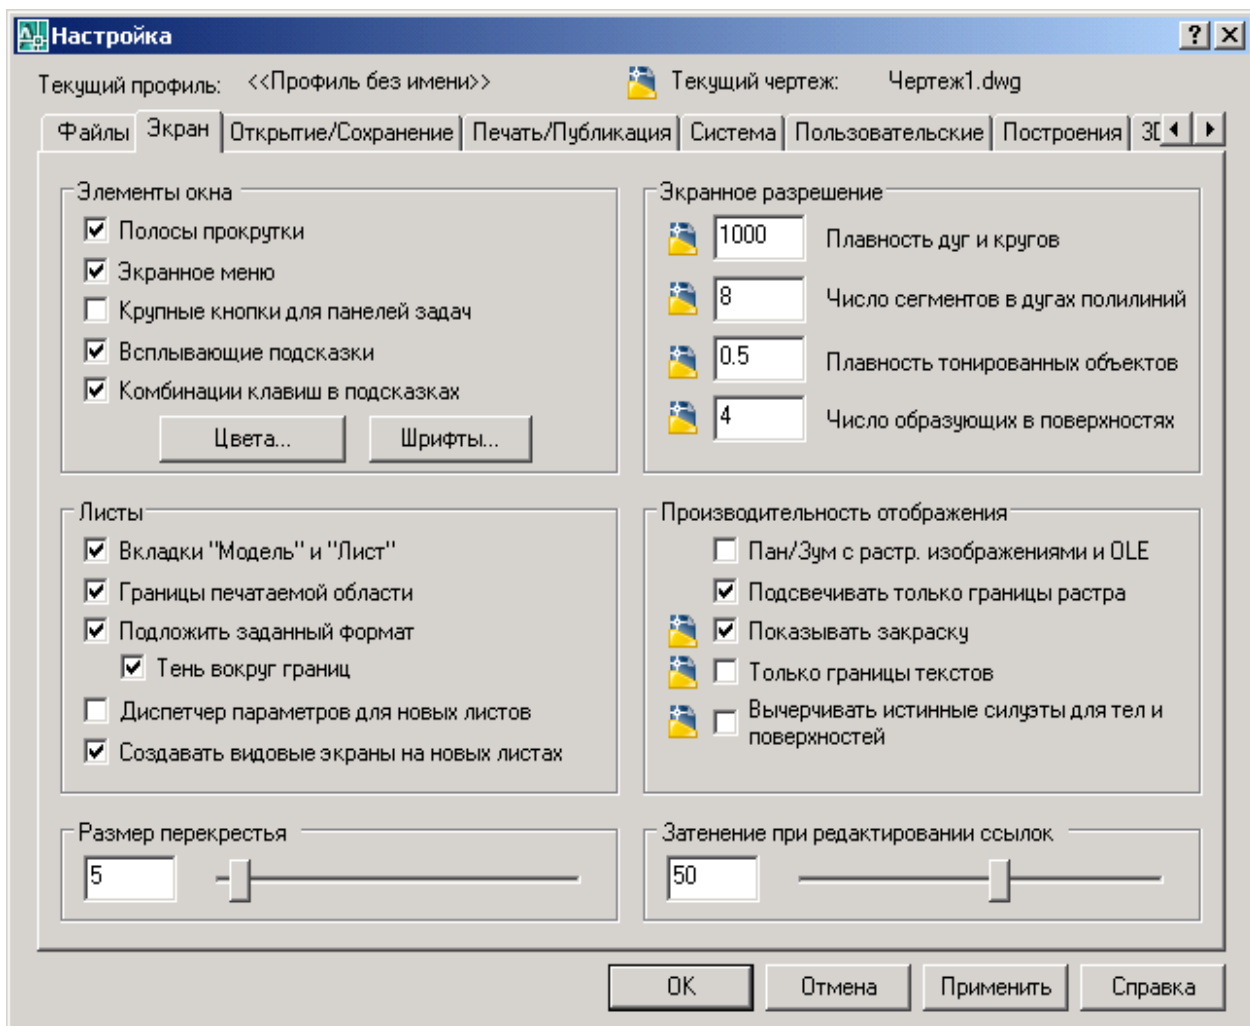 Настройка
Текущий профиль: <<Профиль без имени>> Текущий чертеж: Чертеж1.dwg
Файлы Экран Открытие/Сохранение Печать/Публикация Система Пользовательские Построения 3D
Элементы окна
Полосы прокрутки
Экранное меню
Крупные кнопки для панелей задач
Всплывающие подсказки
Комбинации клавиш в подсказках
Цвета... Шрифты...
Экранное разрешение
1000 Плавность дуг и кругов
8 Число сегментов в дугах полилиний
0.5 Плавность тонированных объектов
4 Число образующих в поверхностях
Листы
Вкладки "Модель" и "Лист"
Границы печатаемой области
Подложить заданный формат
Тень вокруг границ
Диспетчер параметров для новых листов
Создавать видовые экраны на новых листах
Производительность отображения
Пан/Зум с растр. изображениями и OLE
Подсвечивать только границы растра
Показывать закраску
Только границы текстов
Вычерчивать истинные силуэты для тел и
поверхностей
Размер перекрестья
5
Затенение при редактировании ссылок
50
OK Отмена Применить Справка